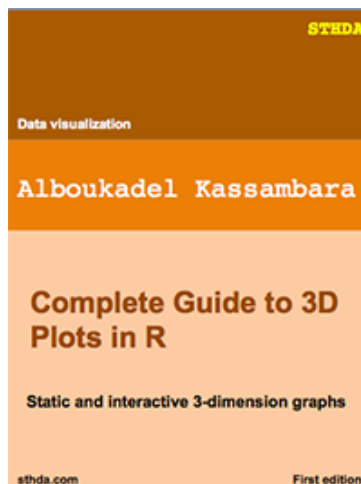 STHDA
Data visualization
Alboukadel Kassambara
Complete Guide to 3D
Plots in R
Static and interactive 3-dimension graphs
sthda.com
First edition